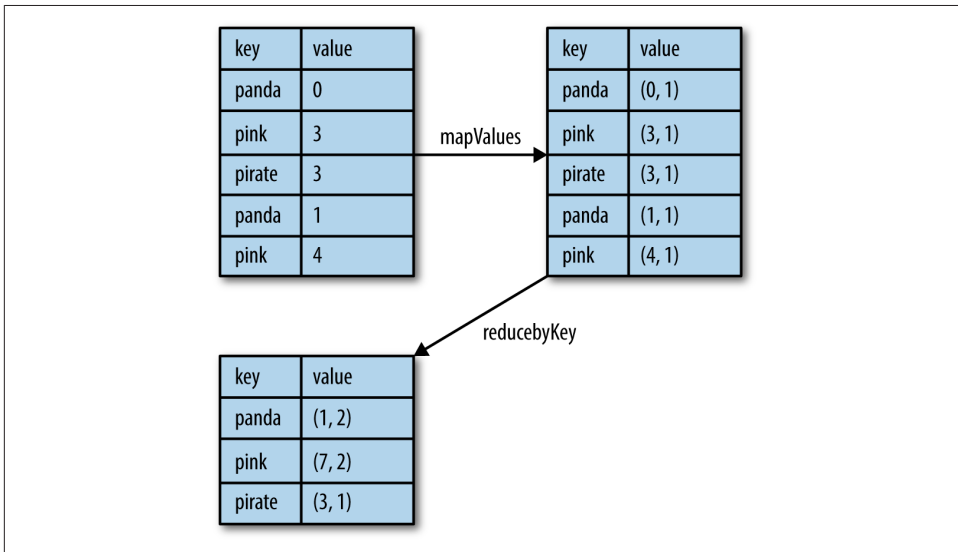 key value
panda 0
pink 3
pirate 3
panda 1
pink 4
mapValues
key value
panda (0, 1)
pink (3, 1)
pirate (3, 1)
panda (1, 1)
pink (4, 1)
reducebyKey
key value
panda (1, 2)
pink (7, 2)
pirate (3, 1)